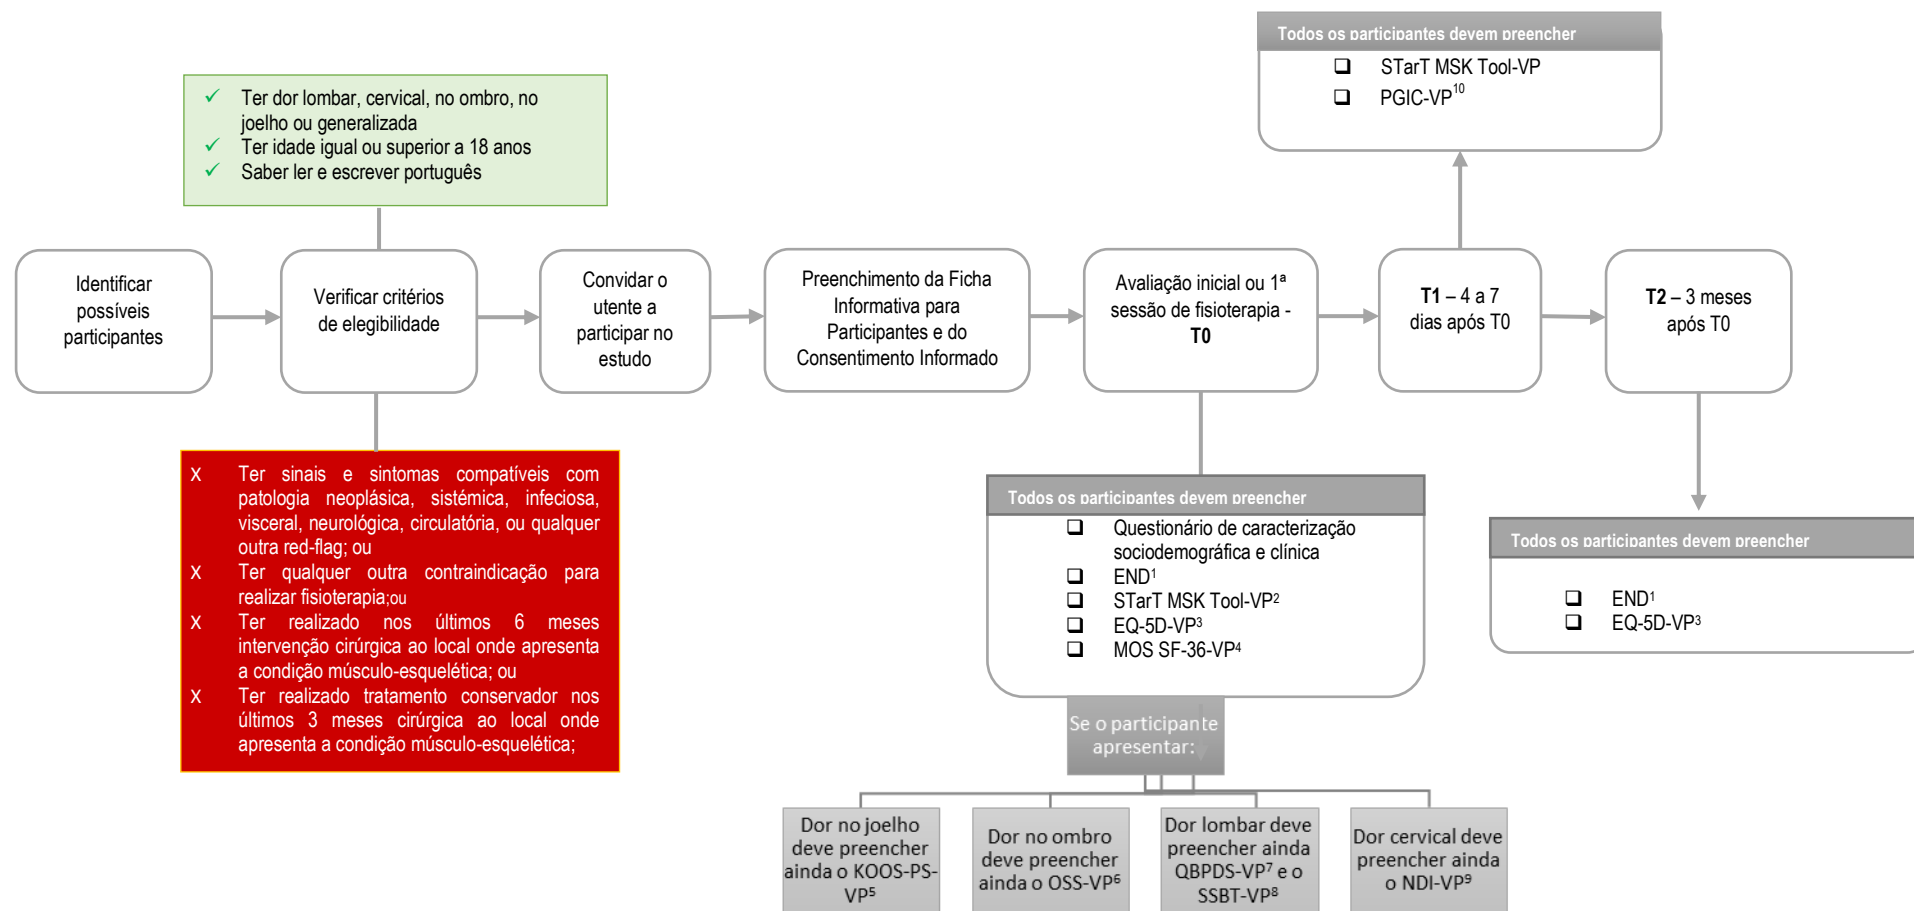 Todos os participantes devem preencher
❑ STarT MSK Tool-VP
❑ PGIC-VP¹⁰
✓ Ter dor lombar, cervical, no ombro, no
joelho ou generalizada
✓ Ter idade igual ou superior a 18 anos
✓ Saber ler e escrever português
Identificar
possíveis
participantes
Verificar critérios
de elegibilidade
Convidar o
utente a
participar no
estudo
Preenchimento da Ficha
Informativa para
Participantes e do
Consentimento Informado
Avaliação inicial ou 1ª
sessão de fisioterapia -
T0
T1 – 4 a 7
dias após T0
T2 – 3 meses
após T0
X Ter sinais e sintomas compatíveis com
patologia neoplásica, sistémica, infeciosa,
visceral, neurológica, circulatória, ou qualquer
outra red-flag; ou
X Ter qualquer outra contraindicação para
realizar fisioterapia;ou
X Ter realizado nos últimos 6 meses
intervenção cirúrgica ao local onde apresenta
a condição músculo-esquelética; ou
X Ter realizado tratamento conservador nos
últimos 3 meses cirúrgica ao local onde
apresenta a condição músculo-esquelética;
Todos os participantes devem preencher
❑ Questionário de caracterização
sociodemográfica e clínica
❑ END¹
❑ STarT MSK Tool-VP²
❑ EQ-5D-VP³
❑ MOS SF-36-VP⁴
Todos os participantes devem preencher
❑ END¹
❑ EQ-5D-VP³
Se o participante
apresentar:
Dor no joelho
deve preencher
ainda o KOOS-PS-
VP⁵
Dor no ombro
deve preencher
ainda o OSS-VP⁶
Dor lombar deve
preencher ainda
QBPDS-VP⁷ e o
SSBT-VP⁸
Dor cervical deve
preencher ainda
o NDI-VP⁹